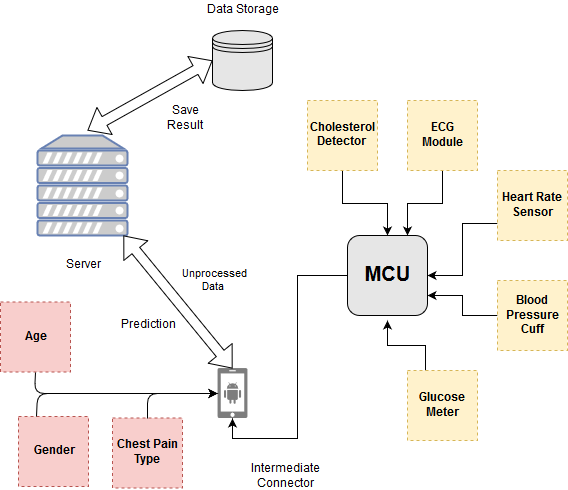 Data Storage
Save
Result
Cholesterol
Detector
ECG
Module
Heart Rate
Sensor
Server
Unprocessed
Data
MCU
Blood
Pressure
Cuff
Prediction
Age
Glucose
Meter
Gender
Chest Pain
Type
Intermediate
Connector